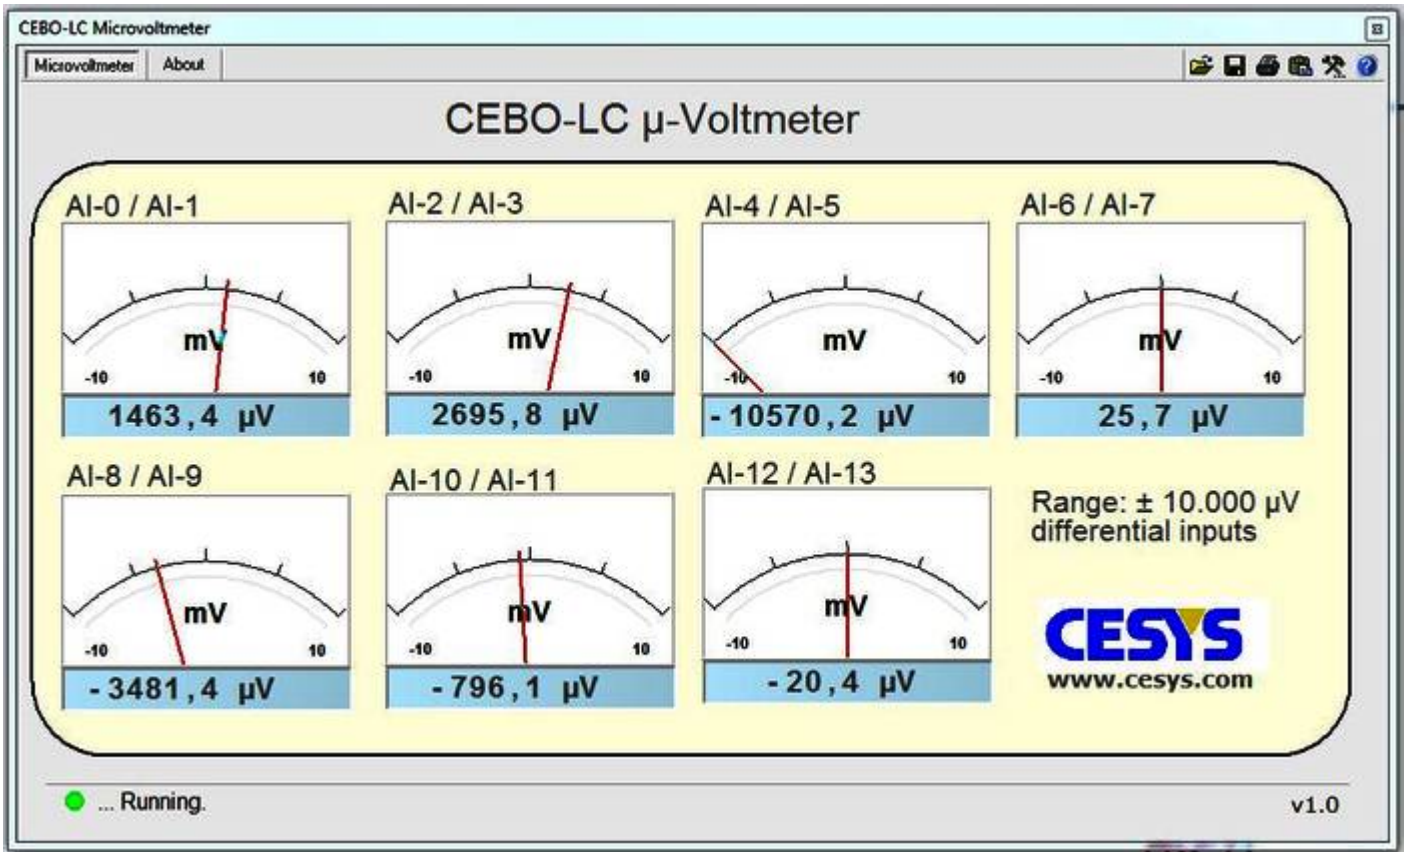 CEBO-LC Microvoltmeter
Microvoltmeter About
CEBO-LC µ-Voltmeter
AI-0 / AI-1
mV
-10 10
1463,4 µV
AI-2 / AI-3
mV
-10 10
2695,8 µV
AI-4 / AI-5
mV
-10 10
- 10570,2 µV
AI-6 / AI-7
mV
-10 10
25,7 µV
AI-8 / AI-9
mV
-10 10
- 3481,4 µV
AI-10 / AI-11
mV
-10 10
- 796,1 µV
AI-12 / AI-13
mV
-10 10
- 20,4 µV
Range: ± 10.000 µV
differential inputs
CESYS
www.cesys.com
... Running.
v1.0